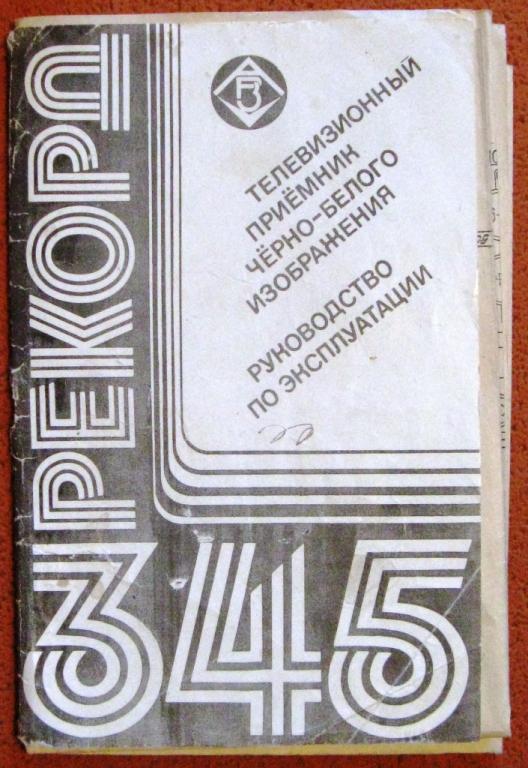 РЕКОРД
345
ТЕЛЕВИЗИОННЫЙ
ПРИЁМНИК
ЧЁРНО-БЕЛОГО
ИЗОБРАЖЕНИЯ
РУКОВОДСТВО
ПО ЭКСПЛУАТАЦИИ